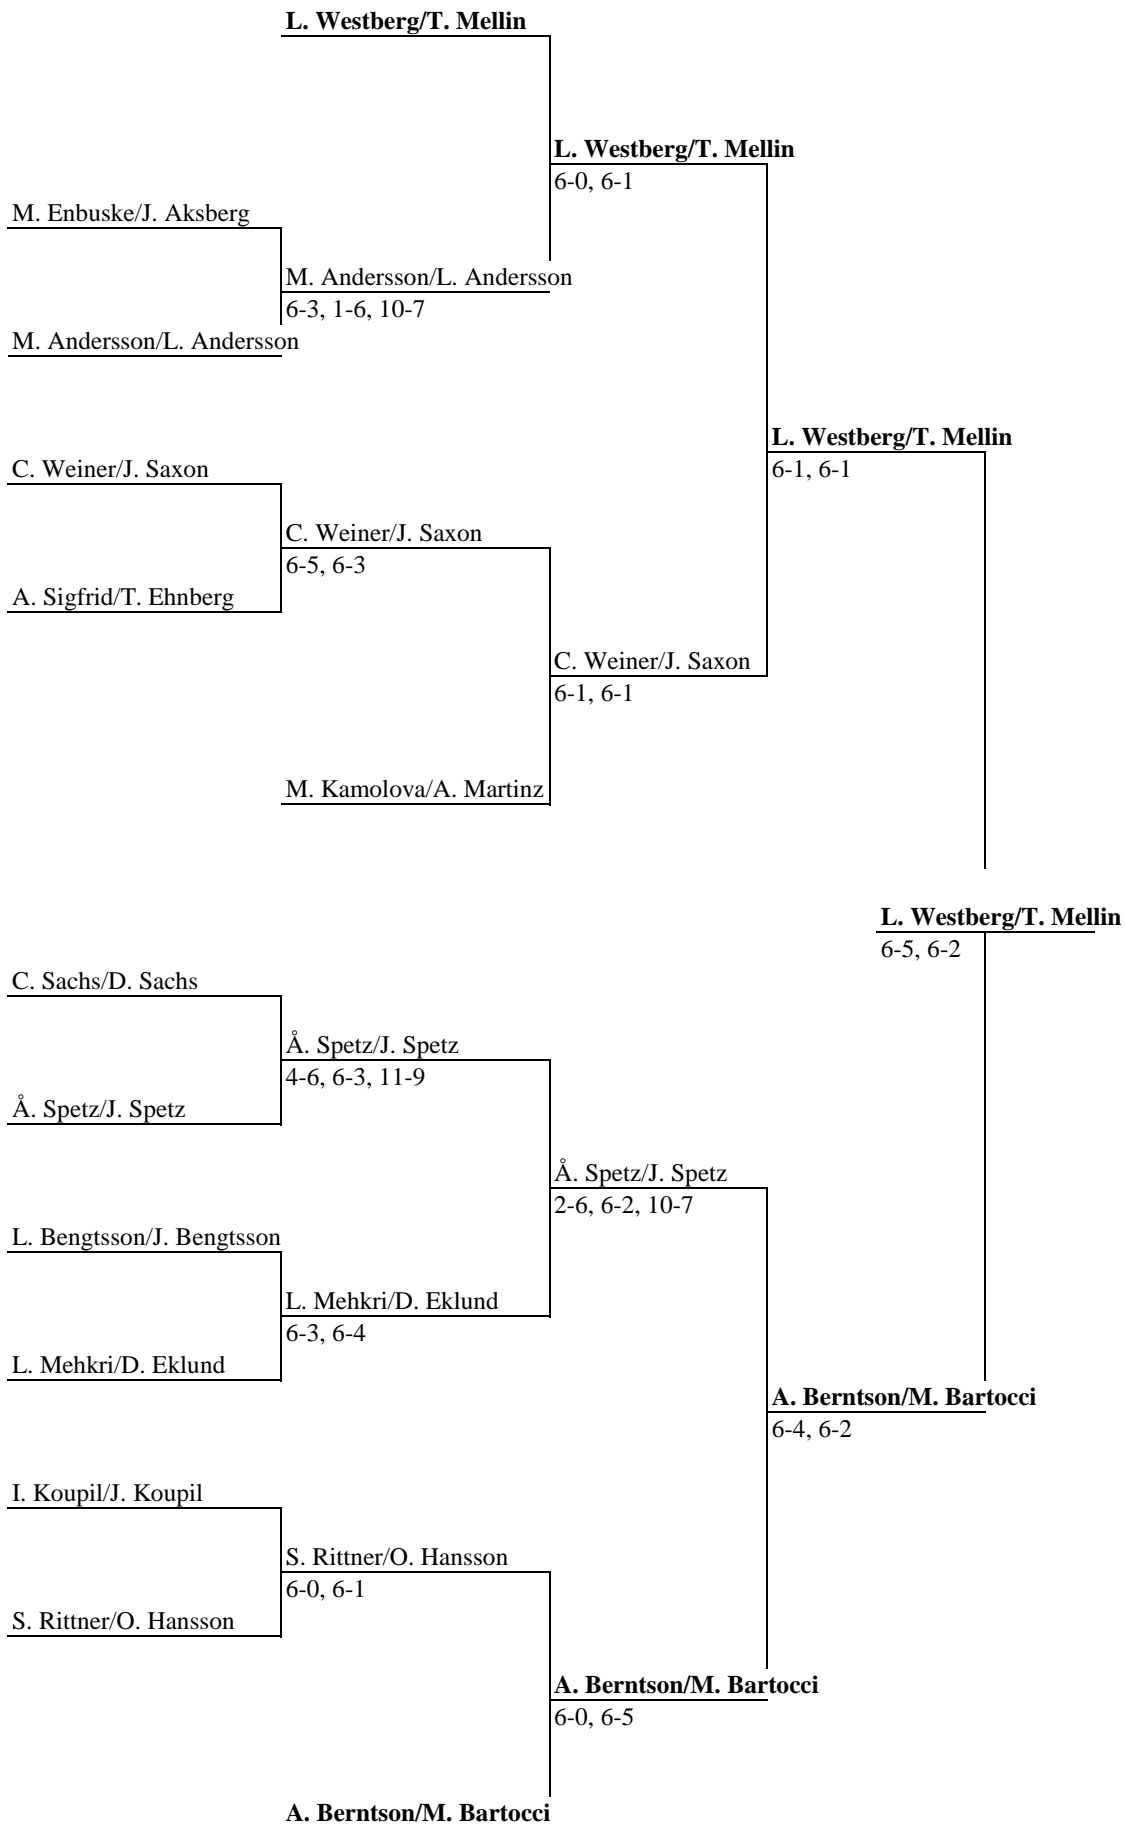 L. Westberg/T. Mellin
L. Westberg/T. Mellin
6-0, 6-1
M. Enbuske/J. Aksberg
M. Andersson/L. Andersson
6-3, 1-6, 10-7
M. Andersson/L. Andersson
L. Westberg/T. Mellin
6-1, 6-1
C. Weiner/J. Saxon
C. Weiner/J. Saxon
6-5, 6-3
A. Sigfrid/T. Ehnberg
C. Weiner/J. Saxon
6-1, 6-1
M. Kamolova/A. Martinz
L. Westberg/T. Mellin
6-5, 6-2
C. Sachs/D. Sachs
Å. Spetz/J. Spetz
4-6, 6-3, 11-9
Å. Spetz/J. Spetz
Å. Spetz/J. Spetz
2-6, 6-2, 10-7
L. Bengtsson/J. Bengtsson
L. Mehkri/D. Eklund
6-3, 6-4
L. Mehkri/D. Eklund
A. Berntson/M. Bartocci
6-4, 6-2
I. Koupil/J. Koupil
S. Rittner/O. Hansson
6-0, 6-1
S. Rittner/O. Hansson
A. Berntson/M. Bartocci
6-0, 6-5
A. Berntson/M. Bartocci